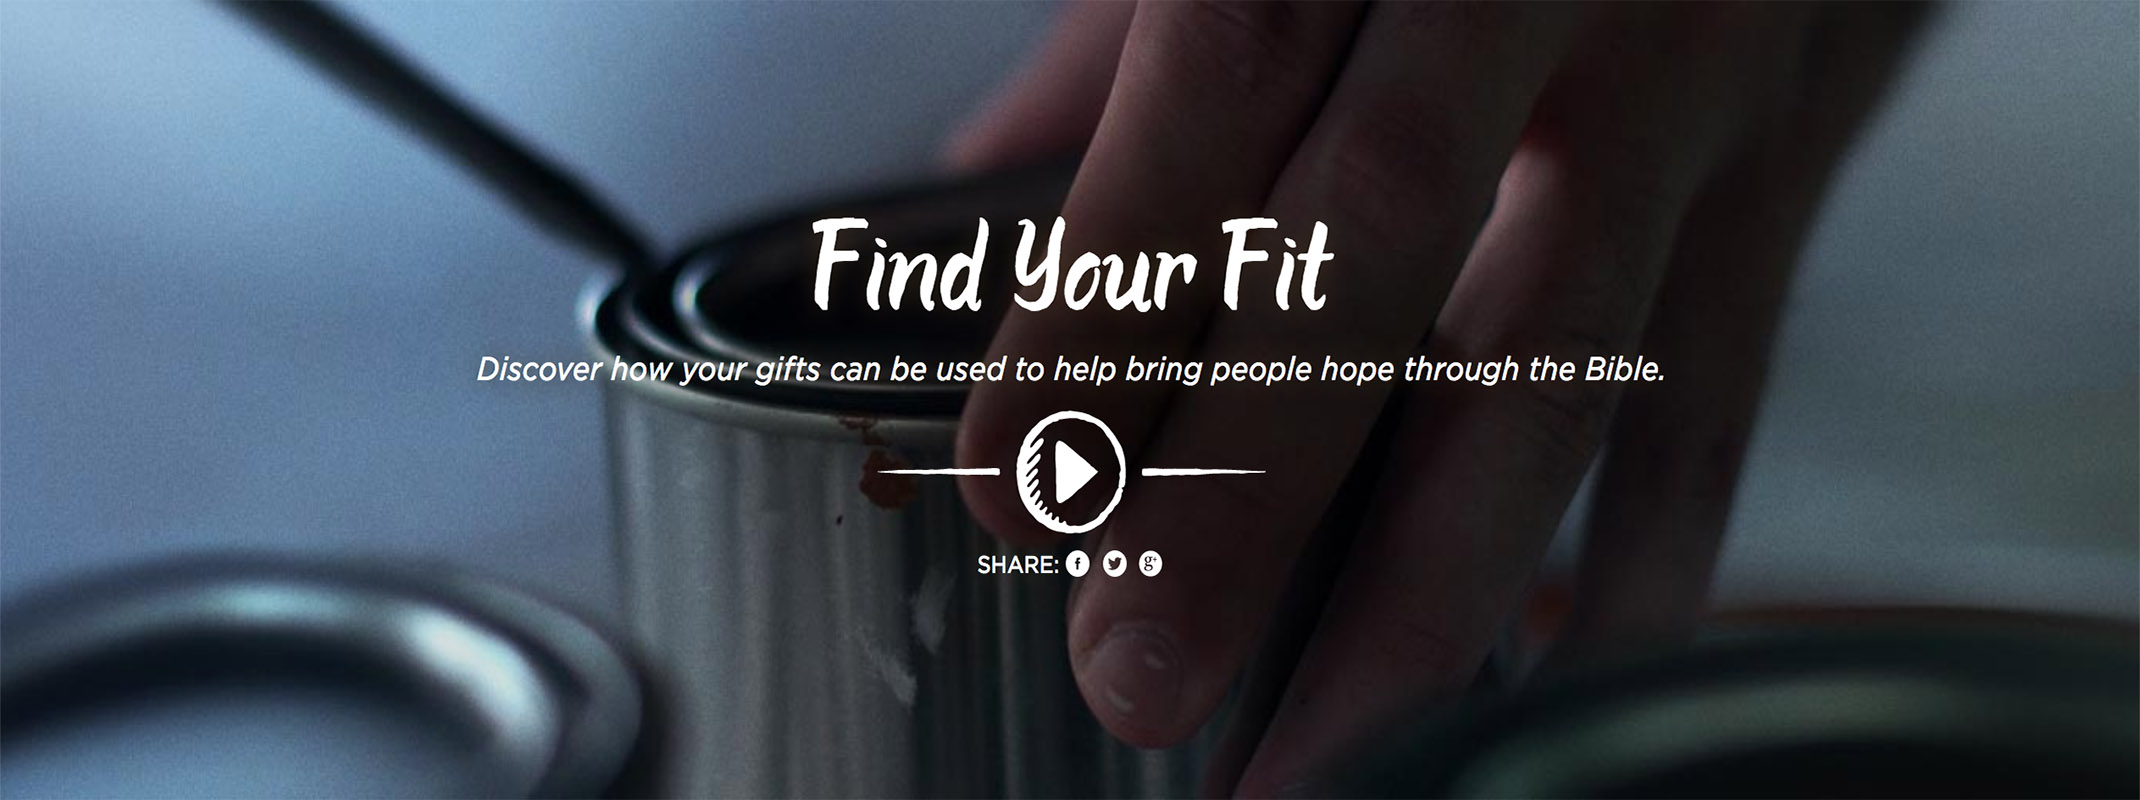 Find Your Fit
Discover how your gifts can be used to help bring people hope through the Bible.
SHARE: f g+